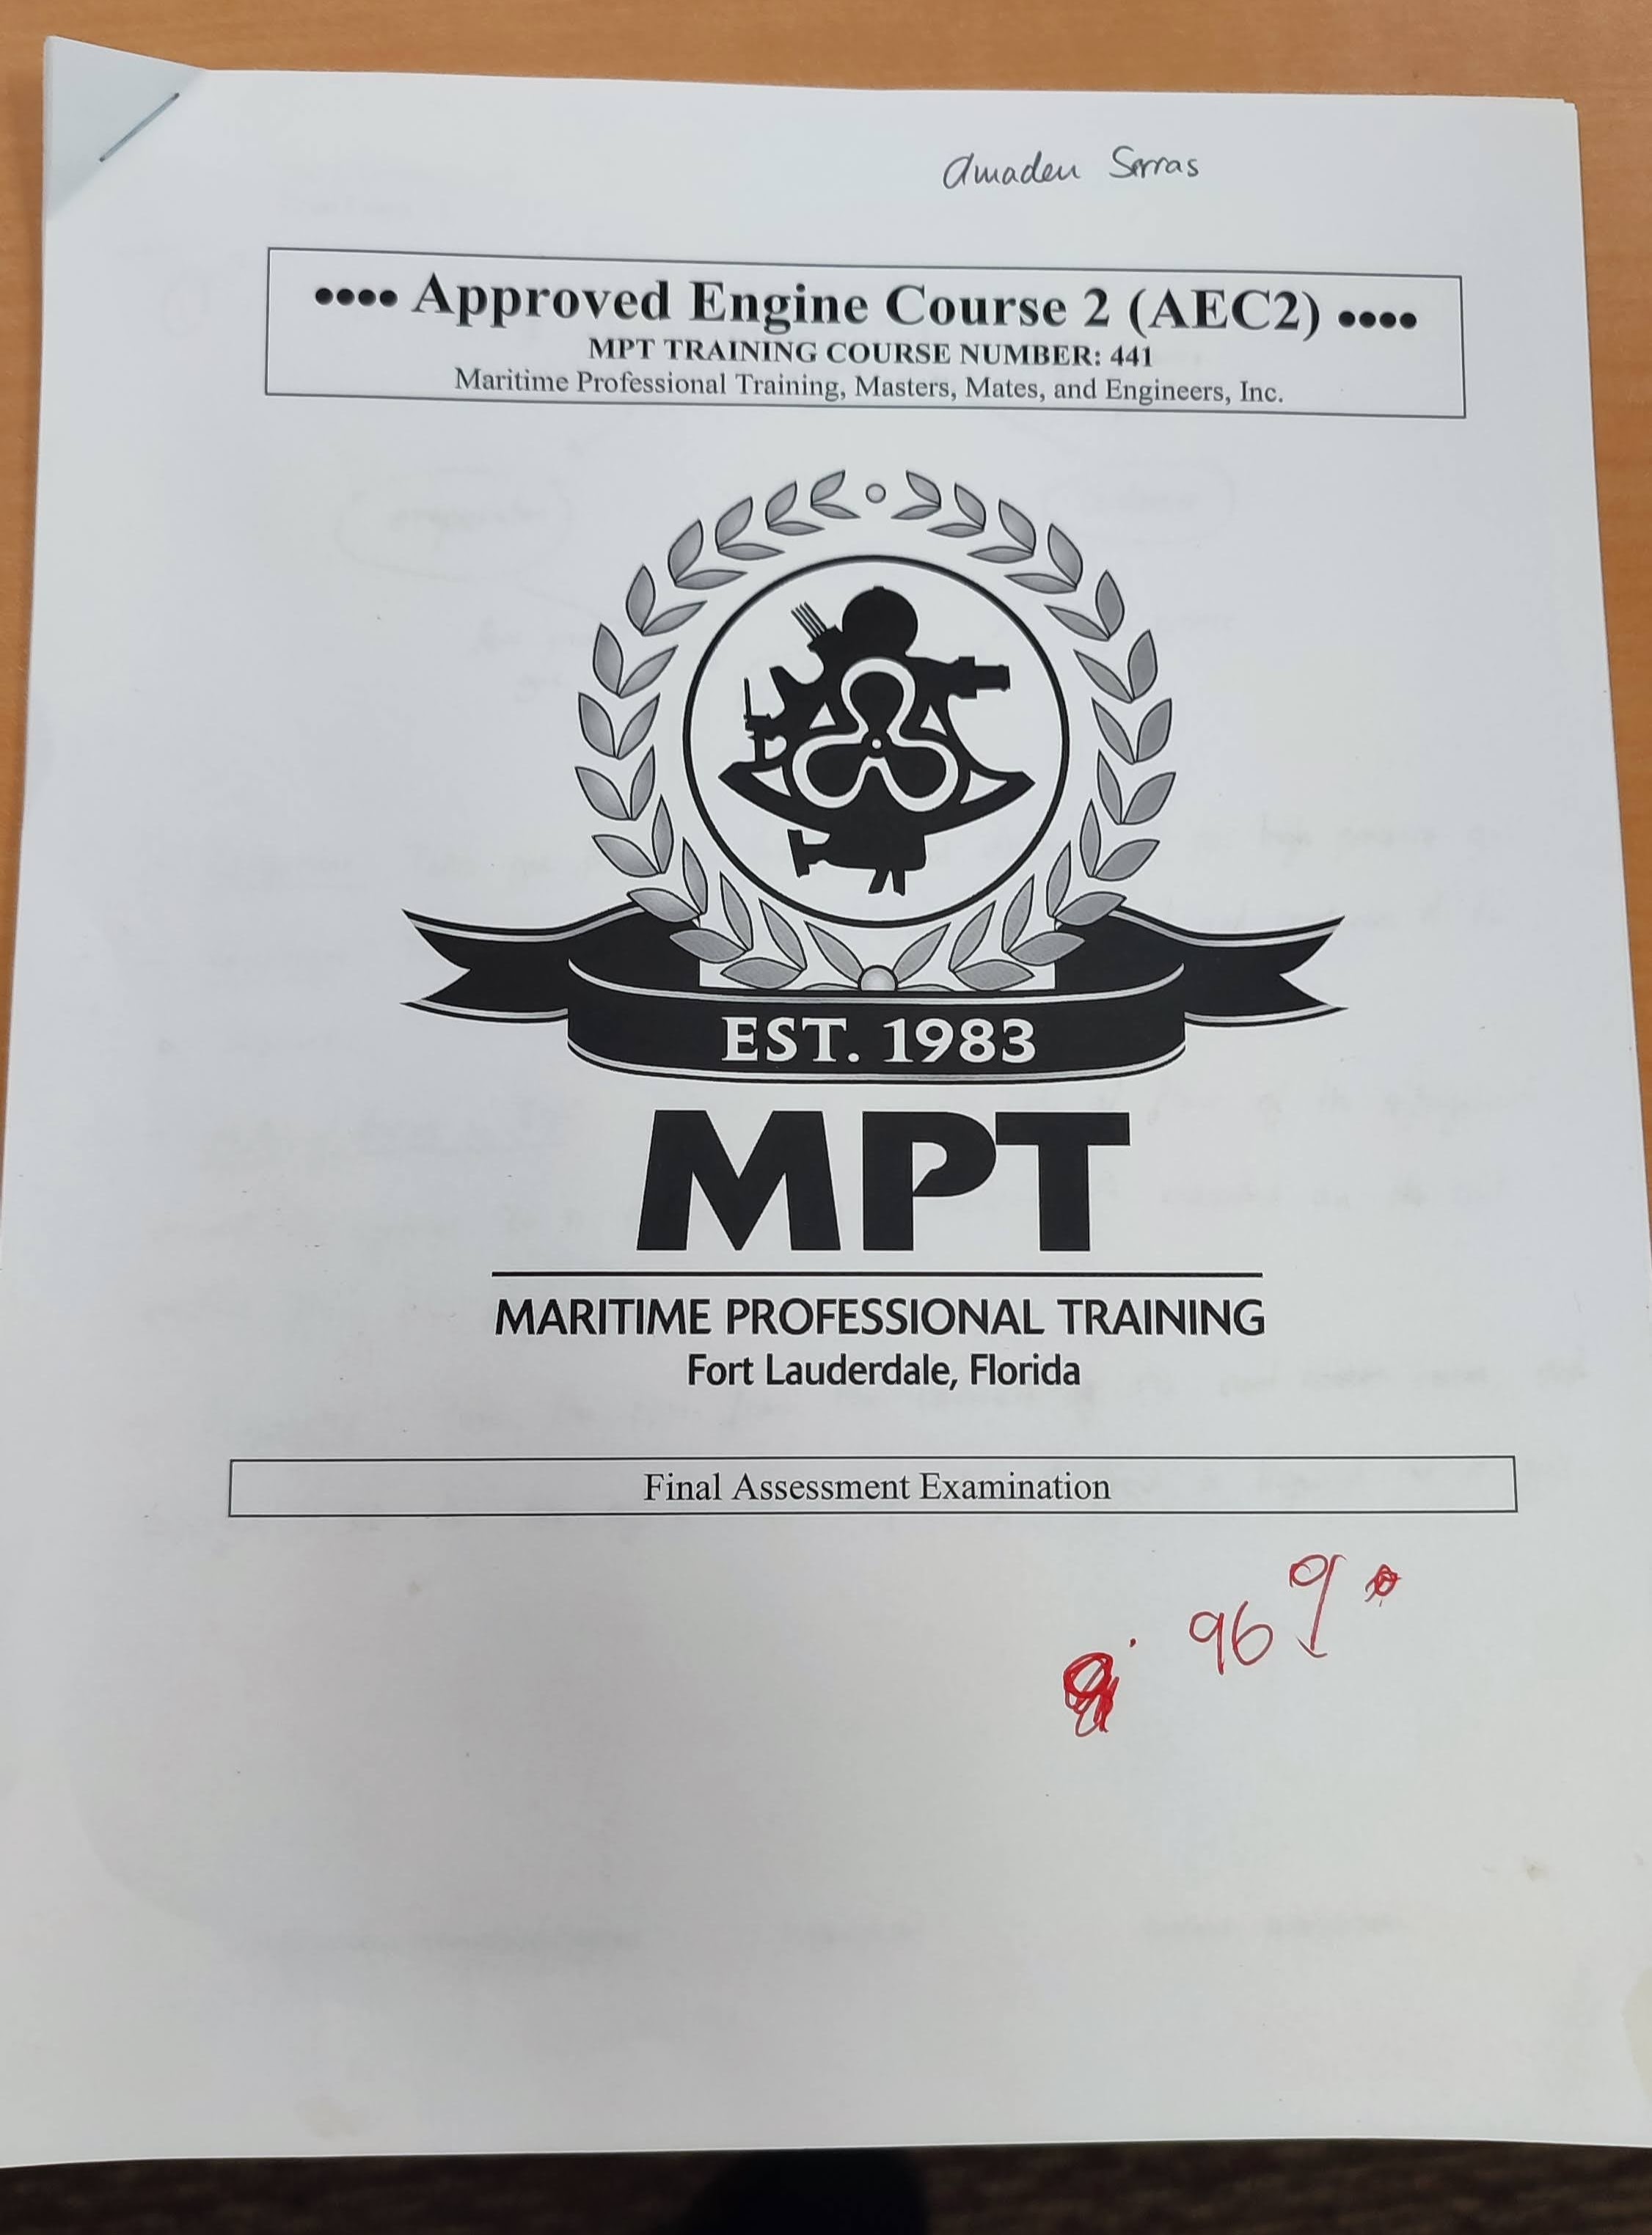 Amadeu Serras
•••• Approved Engine Course 2 (AEC2) ••••
MPT TRAINING COURSE NUMBER: 441
Maritime Professional Training, Masters, Mates, and Engineers, Inc.
EST. 1983
MPT
MARITIME PROFESSIONAL TRAINING
Fort Lauderdale, Florida
Final Assessment Examination
96%